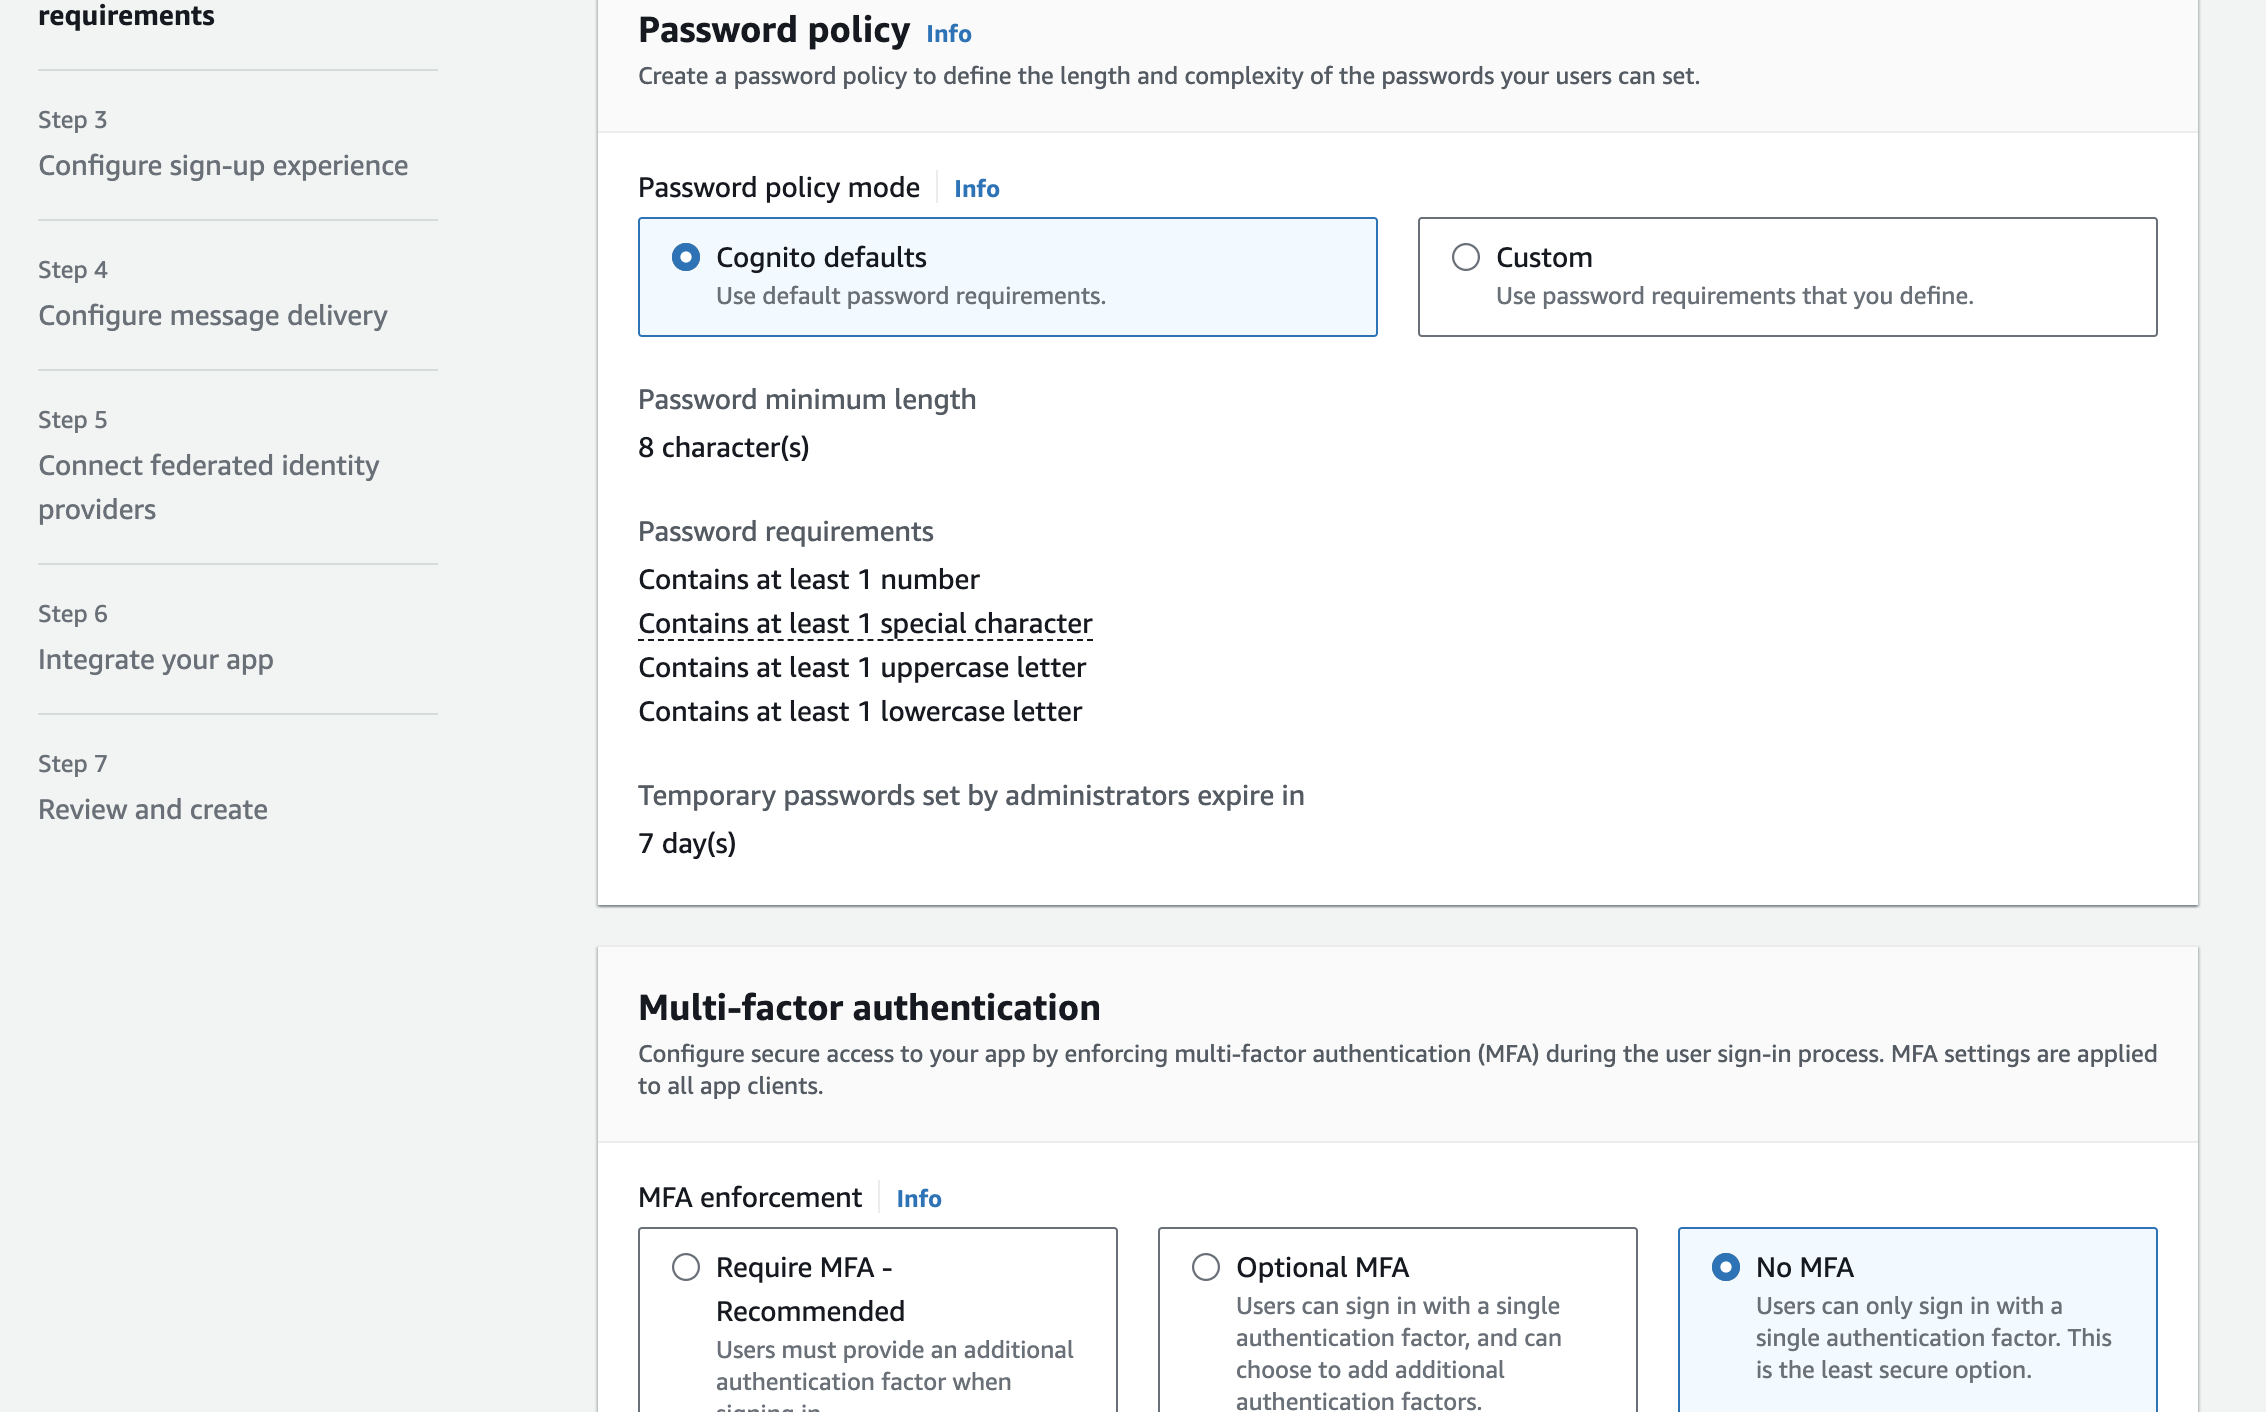 requirements
Step 3
Configure sign-up experience
Step 4
Configure message delivery
Step 5
Connect federated identity
providers
Step 6
Integrate your app
Step 7
Review and create
Password policy Info
Create a password policy to define the length and complexity of the passwords your users can set.
Password policy mode Info
Cognito defaults
Use default password requirements.
Custom
Use password requirements that you define.
Password minimum length
8 character(s)
Password requirements
Contains at least 1 number
Contains at least 1 special character
Contains at least 1 uppercase letter
Contains at least 1 lowercase letter
Temporary passwords set by administrators expire in
7 day(s)
Multi-factor authentication
Configure secure access to your app by enforcing multi-factor authentication (MFA) during the user sign-in process. MFA settings are applied
to all app clients.
MFA enforcement Info
Require MFA -
Recommended
Users must provide an additional
authentication factor when
signing in.
Optional MFA
Users can sign in with a single
authentication factor, and can
choose to add additional
authentication factors.
No MFA
Users can only sign in with a
single authentication factor. This
is the least secure option.